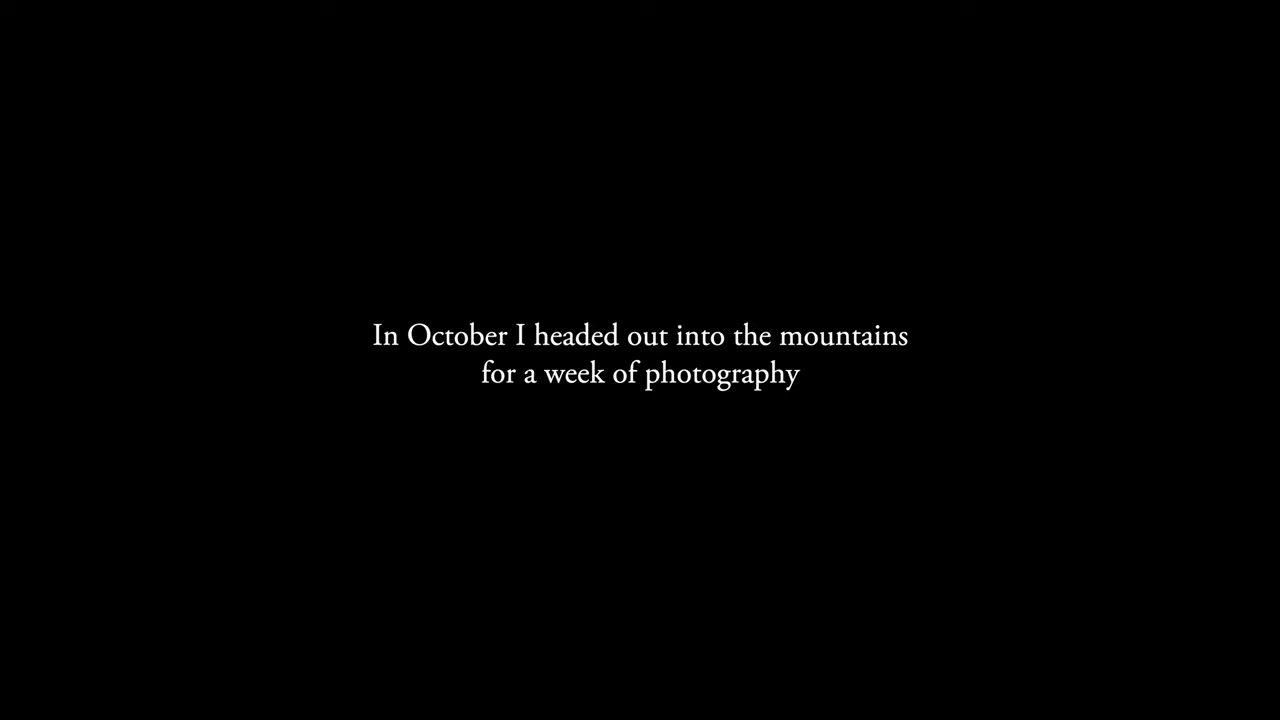 In October I headed out into the mountains
for a week of photography